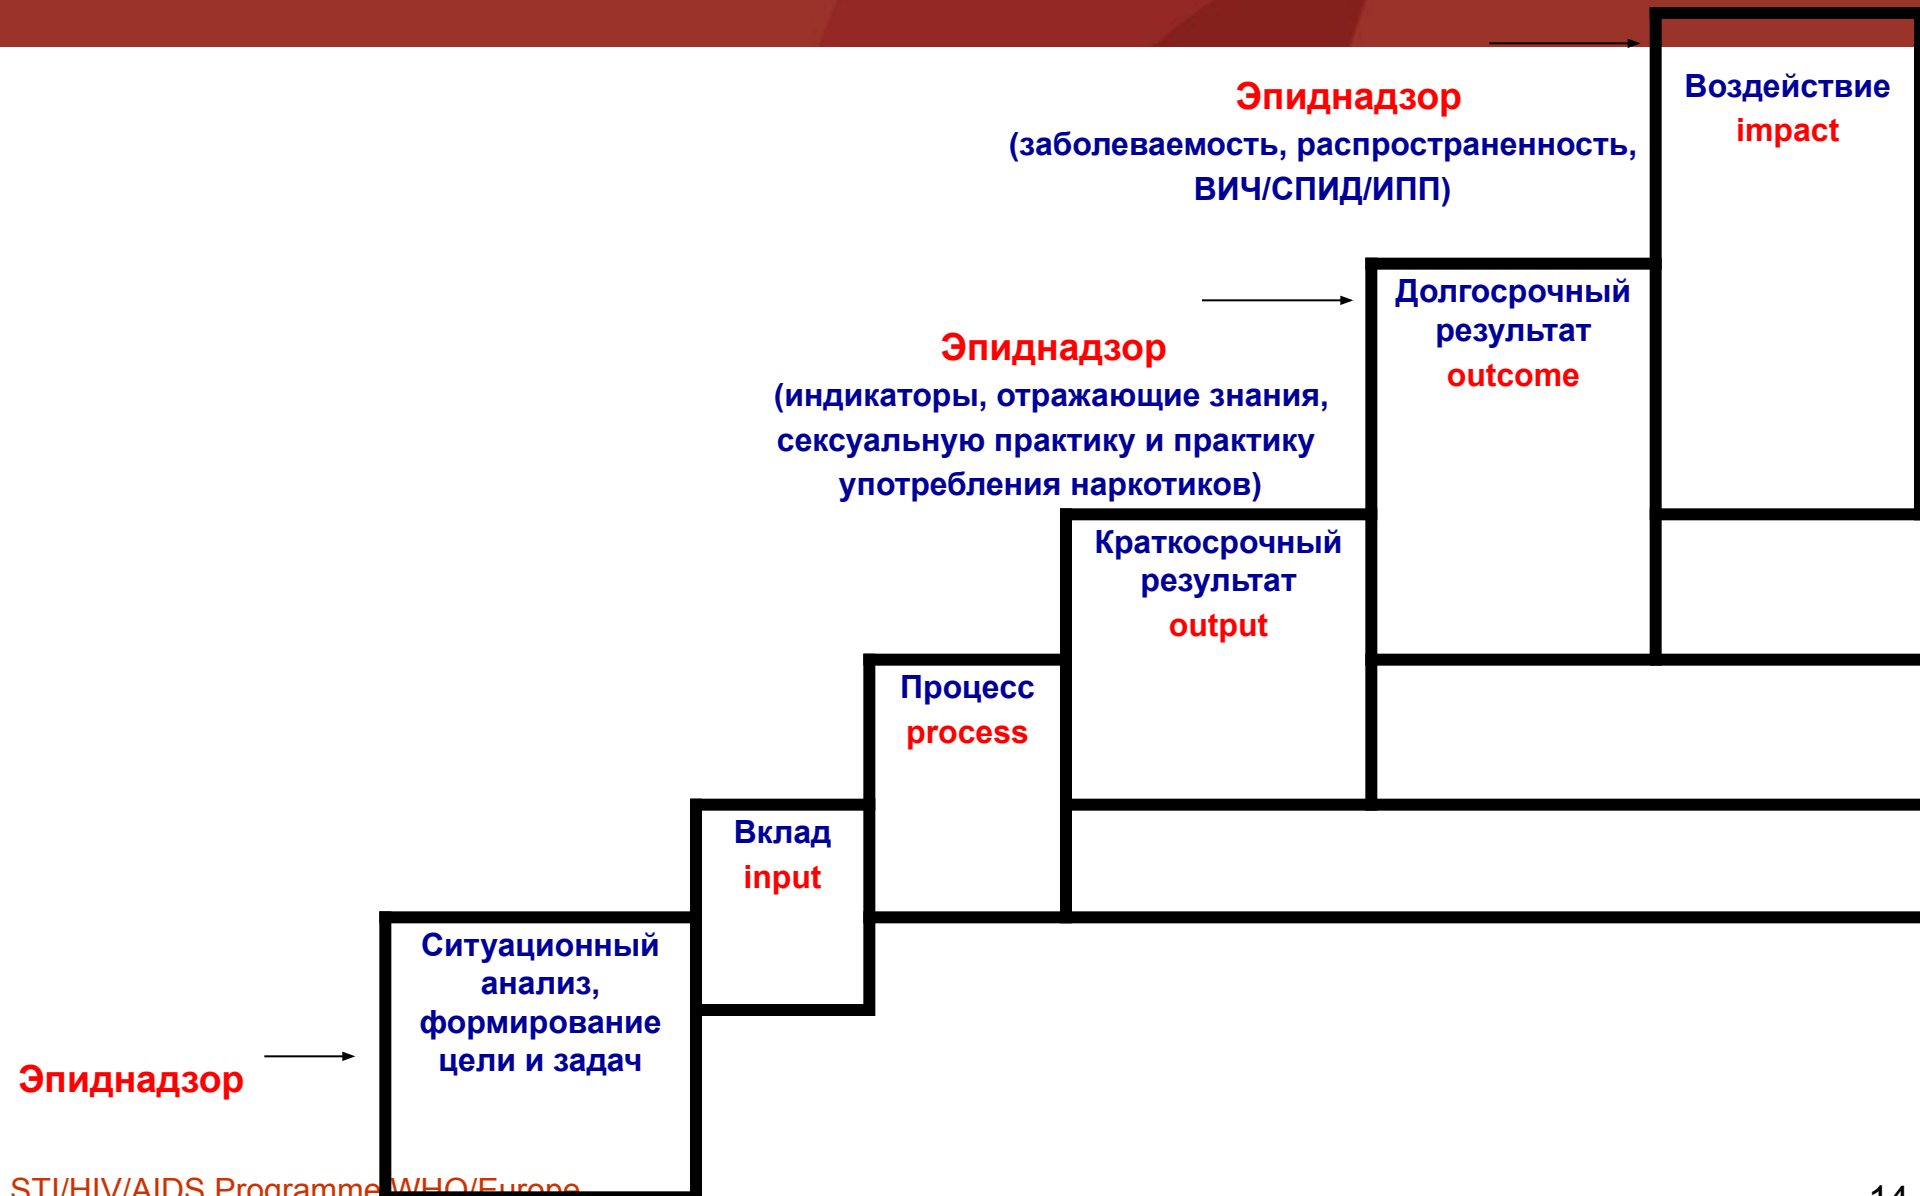 Воздействие
impact
Эпиднадзор
(заболеваемость, распространенность,
ВИЧ/СПИД/ИПП)
Долгосрочный
результат
outcome
Эпиднадзор
(индикаторы, отражающие знания,
сексуальную практику и практику
употребления наркотиков)
Краткосрочный
результат
output
Процесс
process
Вклад
input
Ситуационный
анализ,
формирование
цели и задач
Эпиднадзор
STI/HIV/AIDS Programme WHO/Europe
14